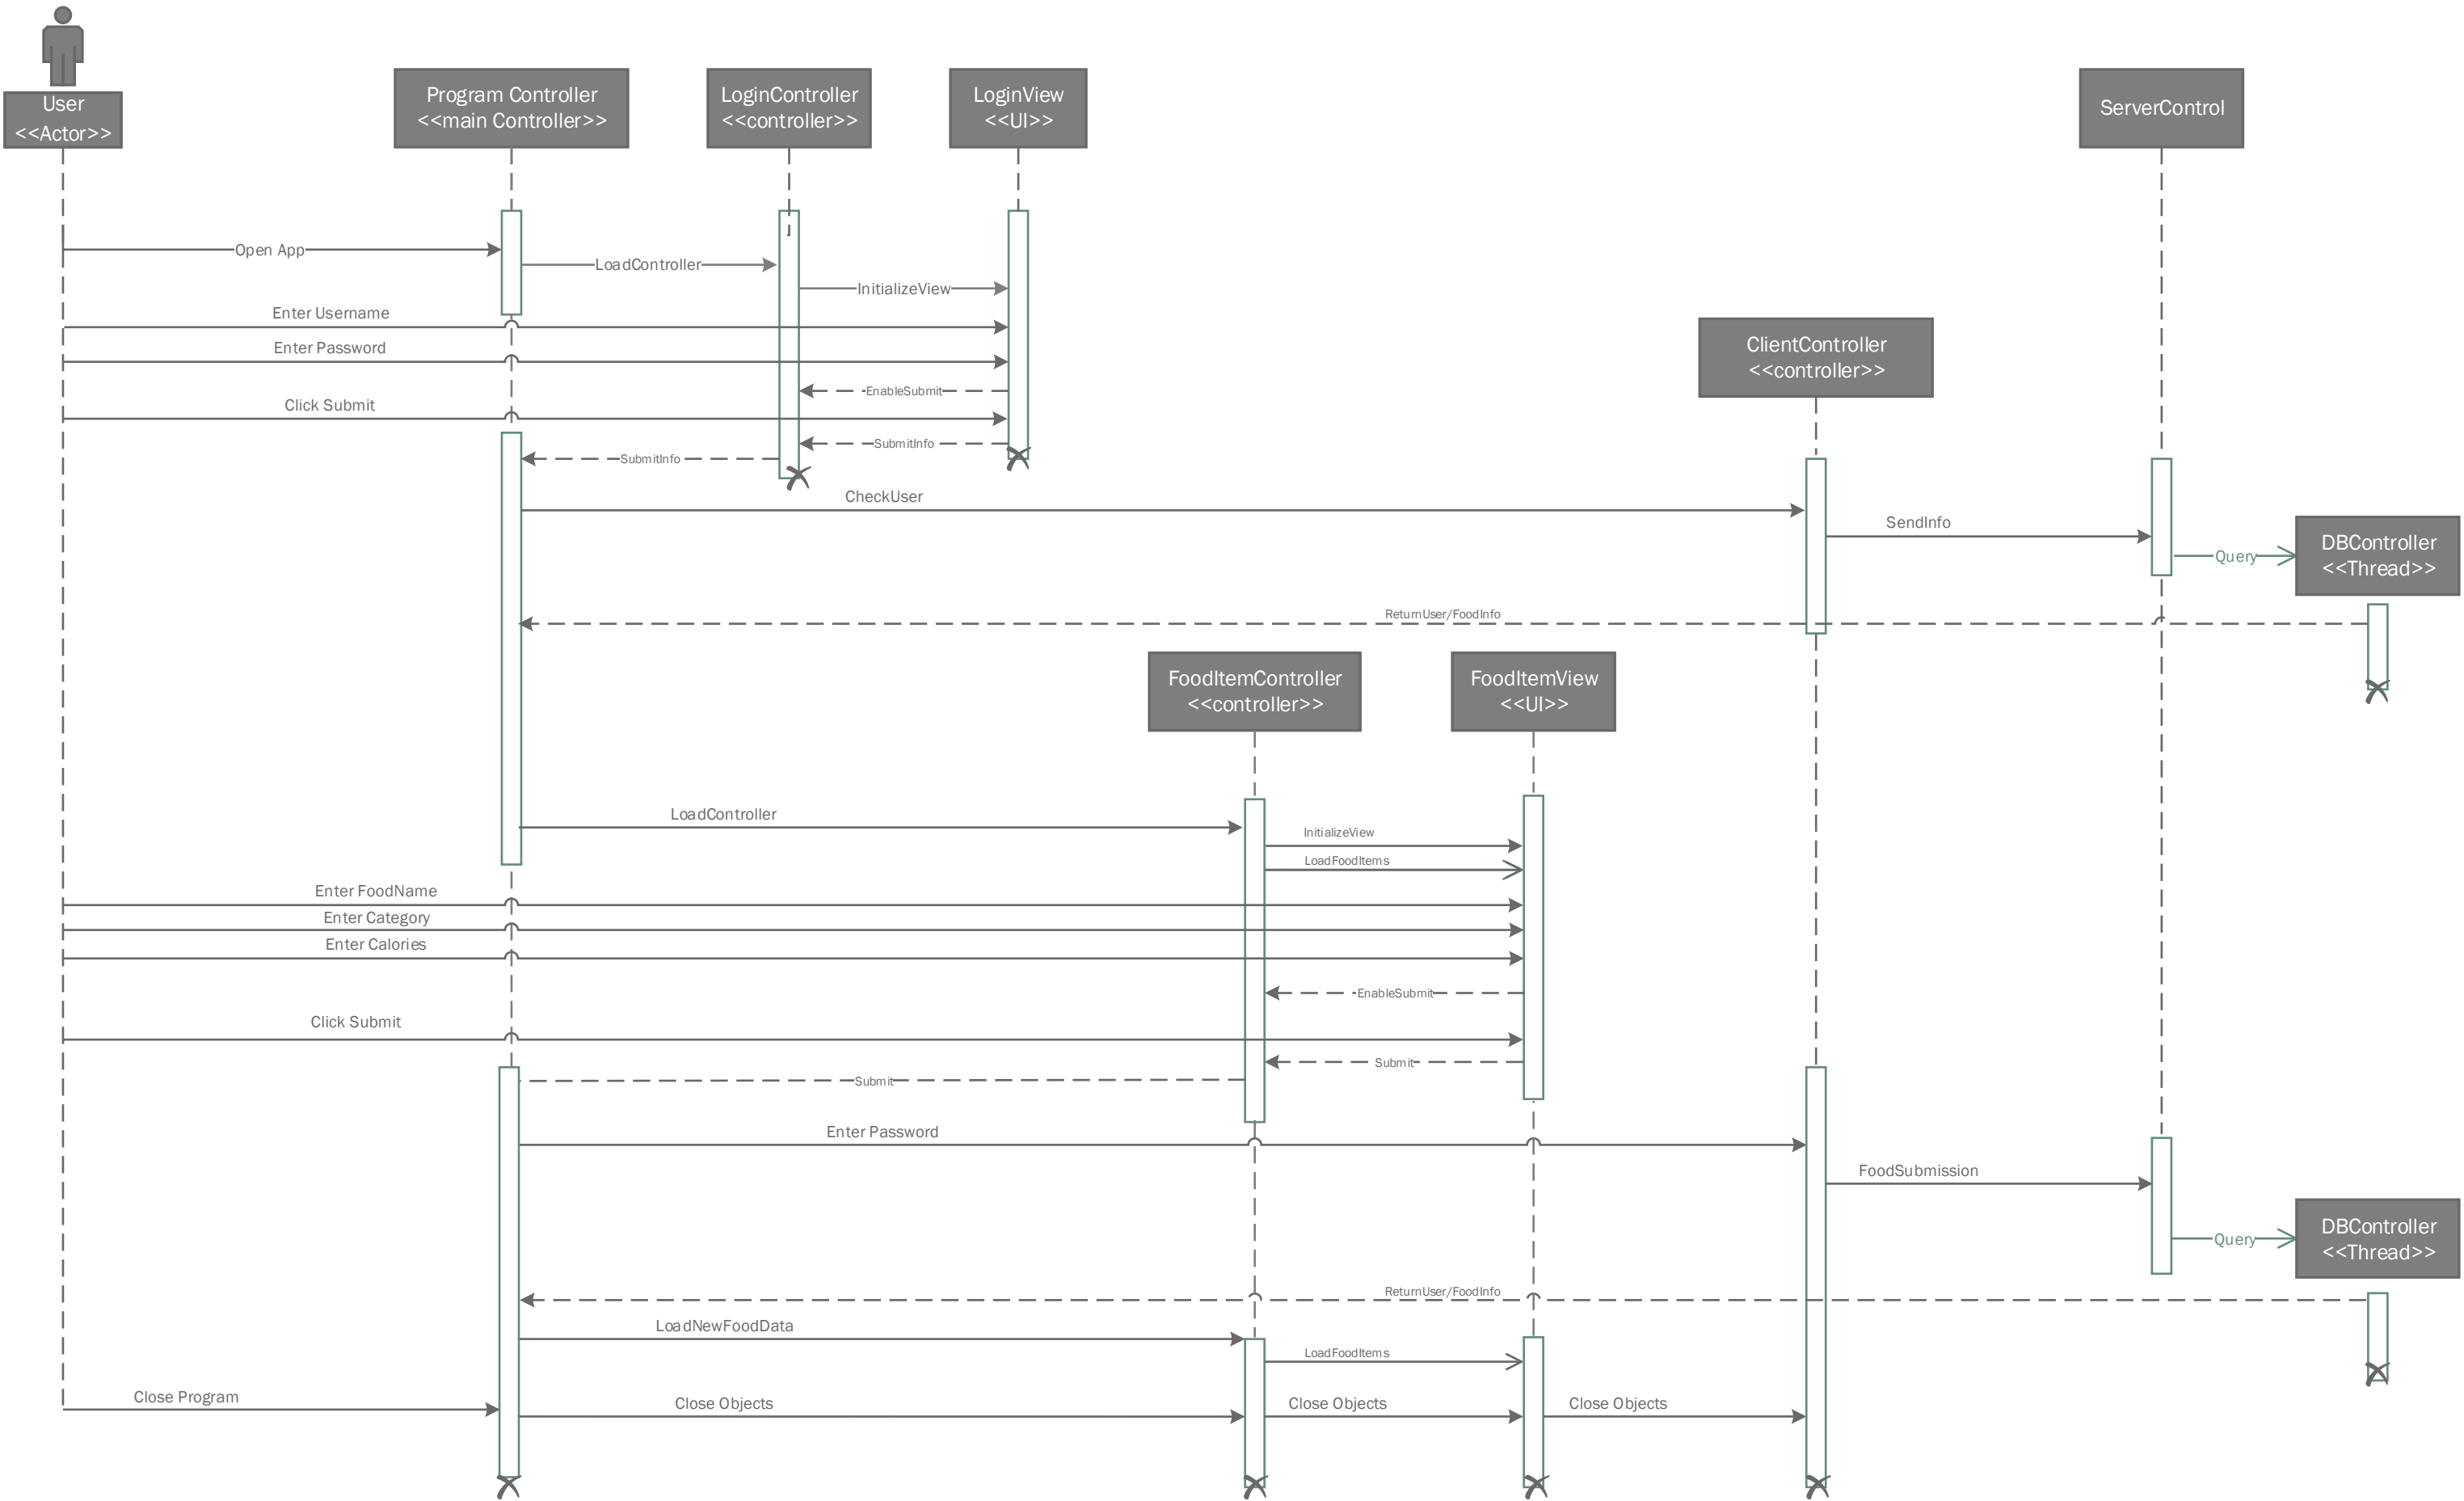 User
<<Actor>>
Program Controller
<<main Controller>>
LoginController
<<controller>>
LoginView
<<UI>>
ServerControl
Open App
LoadController
InitializeView
Enter Username
Enter Password
ClientController
<<controller>>
EnableSubmit
Click Submit
SubmitInfo
SubmitInfo
CheckUser
SendInfo
DBController
<<Thread>>
Query
ReturnUser/FoodInfo
FoodItemController
<<controller>>
FoodItemView
<<UI>>
LoadController
InitializeView
LoadFoodItems
Enter FoodName
Enter Category
Enter Calories
EnableSubmit
Click Submit
Submit
Submit
Enter Password
FoodSubmission
DBController
<<Thread>>
Query
ReturnUser/FoodInfo
LoadNewFoodData
LoadFoodItems
Close Program
Close Objects
Close Objects
Close Objects